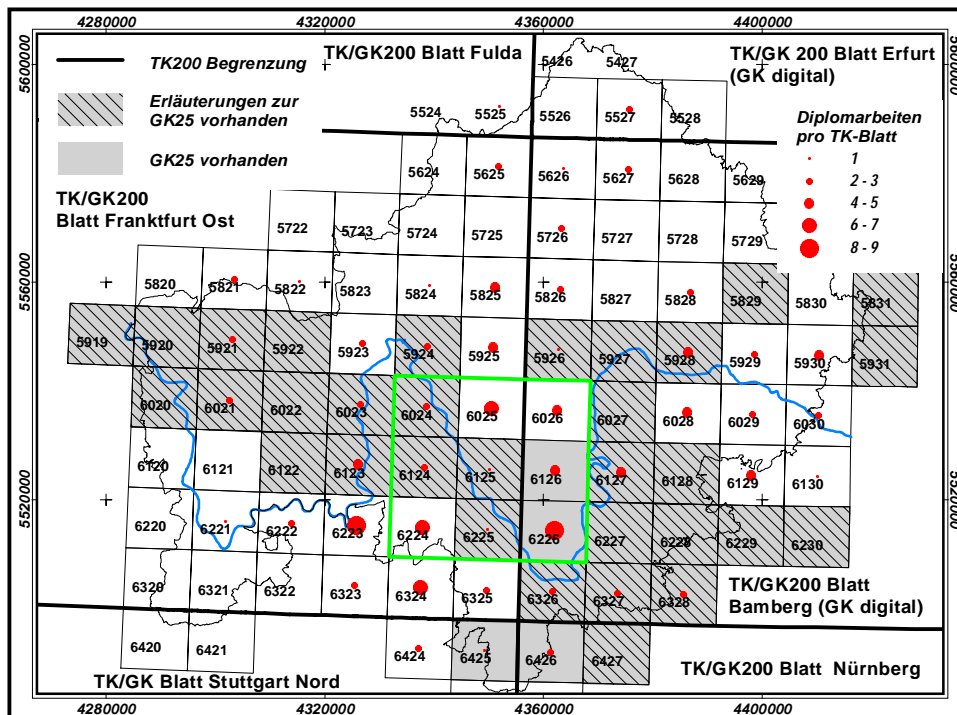 4280000 4320000 4360000 4400000
TK/GK200 Blatt Fulda
TK/GK 200 Blatt Erfurt
(GK digital)
5600000 5600000
TK200 Begrenzung
Erläuterungen zur
GK25 vorhanden
GK25 vorhanden
Diplomarbeiten
pro TK-Blatt
1
2 - 3
4 - 5
6 - 7
8 - 9
TK/GK200
Blatt Franktfurt Ost
5426 5427
5524 5525 5526 5527 5528
5624 5625 5626 5627 5628 5629
5722 5723 5724 5725 5726 5727 5728 5729
5560000 5560000
5820 5821 5822 5823 5824 5825 5826 5827 5828 5829 5830 5831
5919 5920 5921 5922 5923 5924 5925 5926 5927 5928 5929 5930 5931
6020 6021 6022 6023 6024 6025 6026 6027 6028 6029 6030
6120 6121 6122 6123 6124 6125 6126 6127 6128 6129 6130
5520000 5520000
6220 6221 6222 6223 6224 6225 6226 6227 6228 6229 6230
6320 6321 6322 6323 6324 6325 6326 6327 6328
TK/GK200 Blatt
Bamberg (GK digital)
6420 6421 6424 6425 6426 6427
TK/GK Blatt Stuttgart Nord
TK/GK200 Blatt Nürnberg
4280000 4320000 4360000 4400000